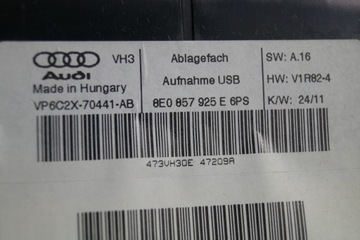 VH3
Audi
Made in Hungary
VP6C2X-70441-AB
Ablagefach
Aufnahme USB
8E0 857 925 E 6PS
SW: A.16
HW: V1R82-4
K/W: 24/11
473VH30E 47209A